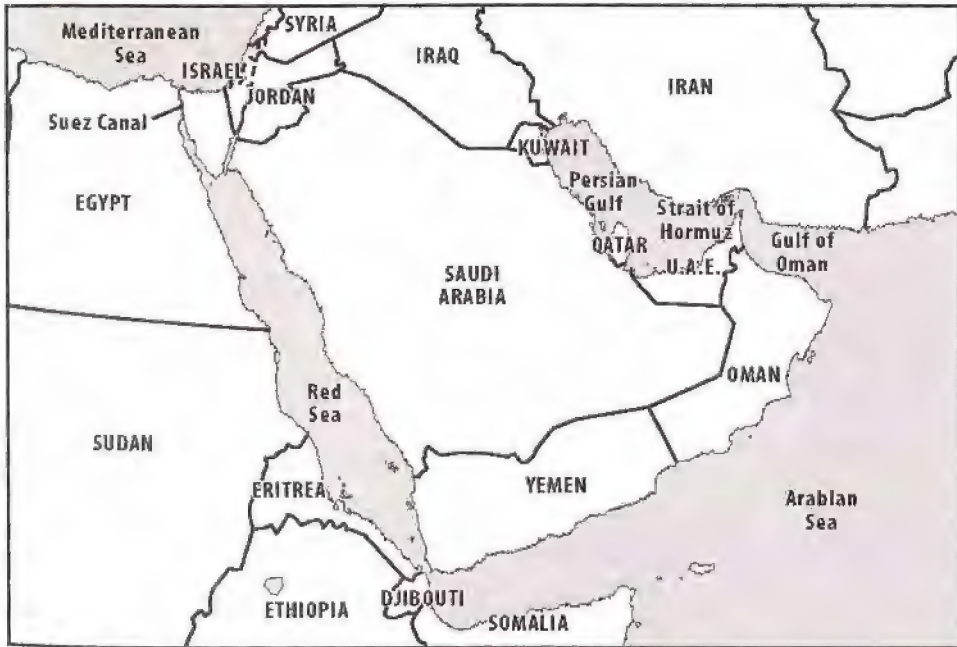 Mediterranean
Sea
SYRIA
ISRAEL
JORDAN
IRAQ
IRAN
Suez Canal
KUWAIT
EGYPT
Persian
Gulf
Strait of
Hormuz
QATAR
U.A.E.
Gulf of
Oman
SAUDI
ARABIA
OMAN
Red
Sea
SUDAN
ERITREA
YEMEN
Arabian
Sea
DJIBOUTI
ETHIOPIA
SOMALIA